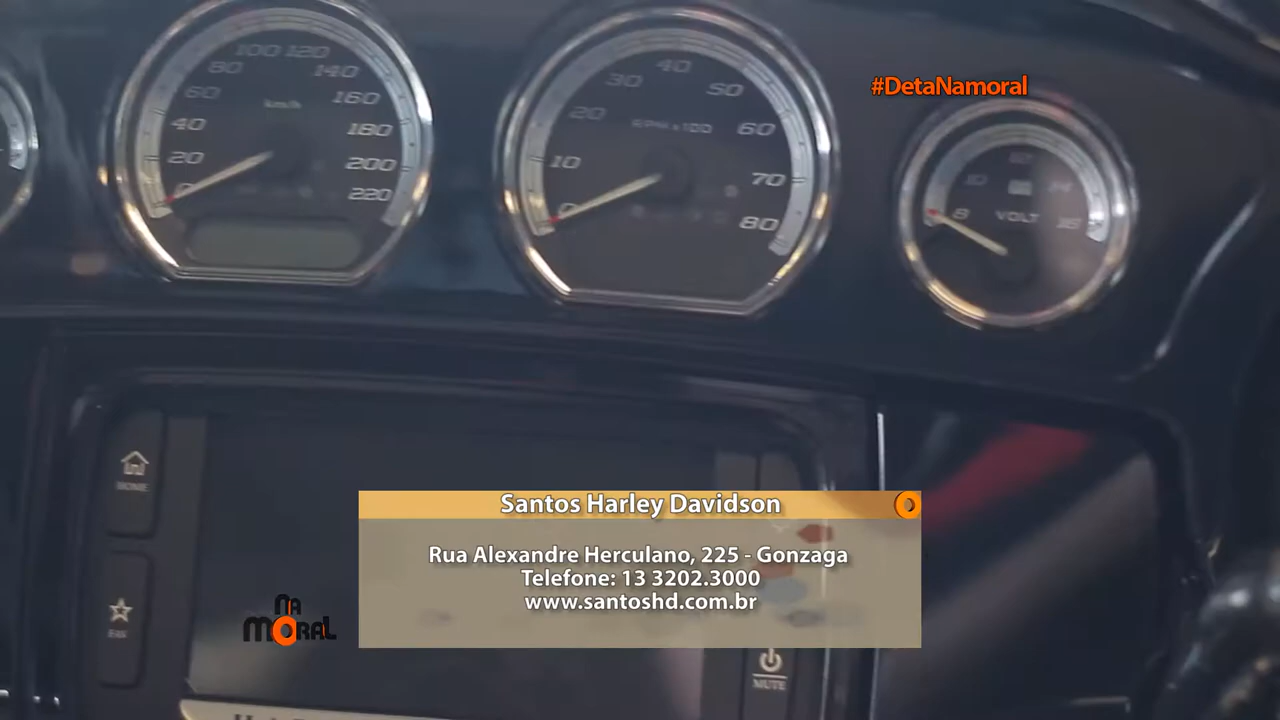 #DetaNamoral
100 120
80
140
60
km/h
160
40
180
20
200
0
220
40
30
50
20
RPM x100
60
10
70
0
80
12
10
14
8
VOLT
16
HOME
FAV
MUTE
Santos Harley Davidson
Rua Alexandre Herculano, 225 - Gonzaga
Telefone: 13 3202.3000
www.santoshd.com.br
NA
MORAL